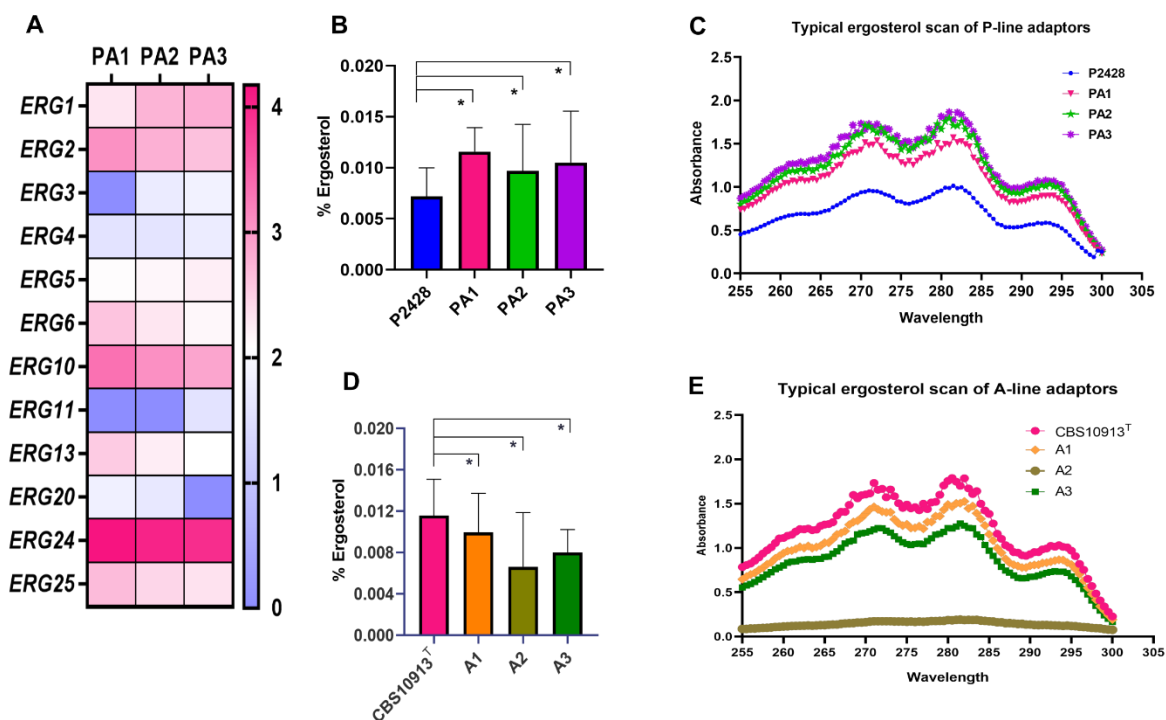 A
PA1 PA2 PA3
ERG1
ERG2
ERG3
ERG4
ERG5
ERG6
ERG10
ERG11
ERG13
ERG20
ERG24
ERG25
4
3
2
1
0
B
% Ergosterol
0.020
0.015
0.010
0.005
0.000
* * *
P2428 PA1 PA2 PA3
C
Typical ergosterol scan of P-line adaptors
P2428
PA1
PA2
PA3
Absorbance
2.5
2.0
1.5
1.0
0.5
0.0
255 260 265 270 275 280 285 290 295 300 305
Wavelength
D
% Ergosterol
0.020
0.016
0.012
0.008
0.004
0.000
* * *
CBS10913T A1 A2 A3
E
Typical ergosterol scan of A-line adaptors
CBS10913T
A1
A2
A3
Absorbance
2.5
2.0
1.5
1.0
0.5
0.0
255 260 265 270 275 280 285 290 295 300 305
Wavelength